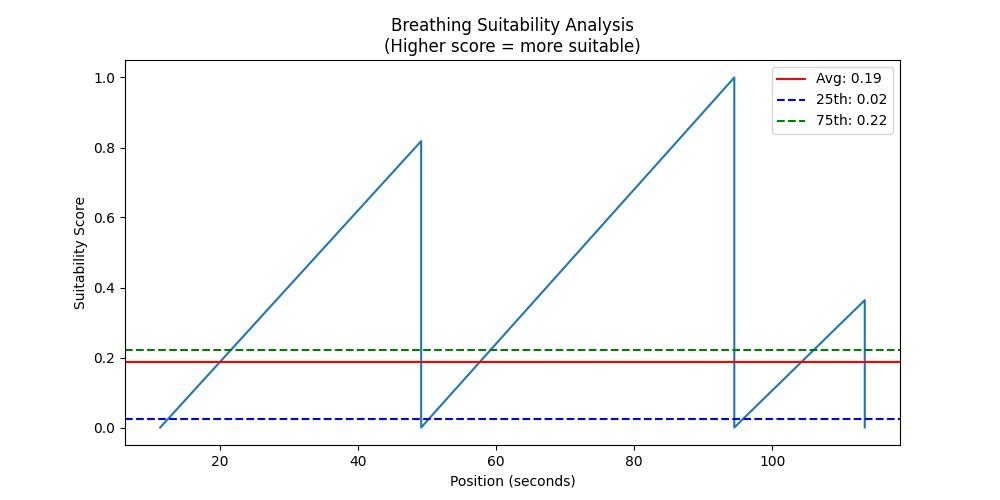 Breathing Suitability Analysis
(Higher score = more suitable)
Avg: 0.19
25th: 0.02
75th: 0.22
1.0
0.8
0.6
0.4
0.2
0.0
Suitability Score
20
40
60
80
100
Position (seconds)